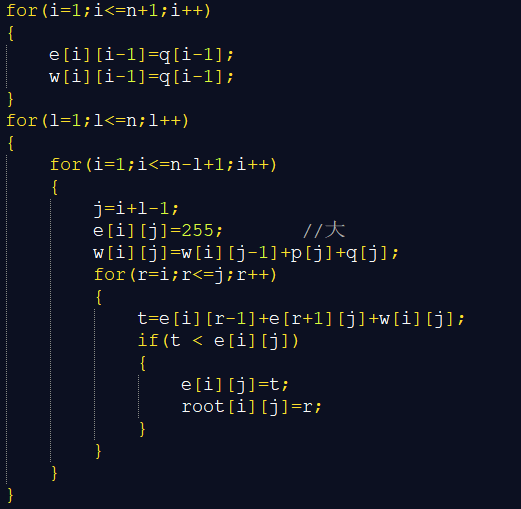 for(i=1;i<=n+1;i++)
{
    e[i][i-1]=q[i-1];
    w[i][i-1]=q[i-1];
}
for(l=1;l<=n;l++)
{
    for(i=1;i<=n-l+1;i++)
    {
        j=i+l-1;
        e[i][j]=255;       //大
        w[i][j]=w[i][j-1]+p[j]+q[j];
        for(r=i;r<=j;r++)
        {
            t=e[i][r-1]+e[r+1][j]+w[i][j];
            if(t < e[i][j])
            {
                e[i][j]=t;
                root[i][j]=r;
            }
        }
    }
}